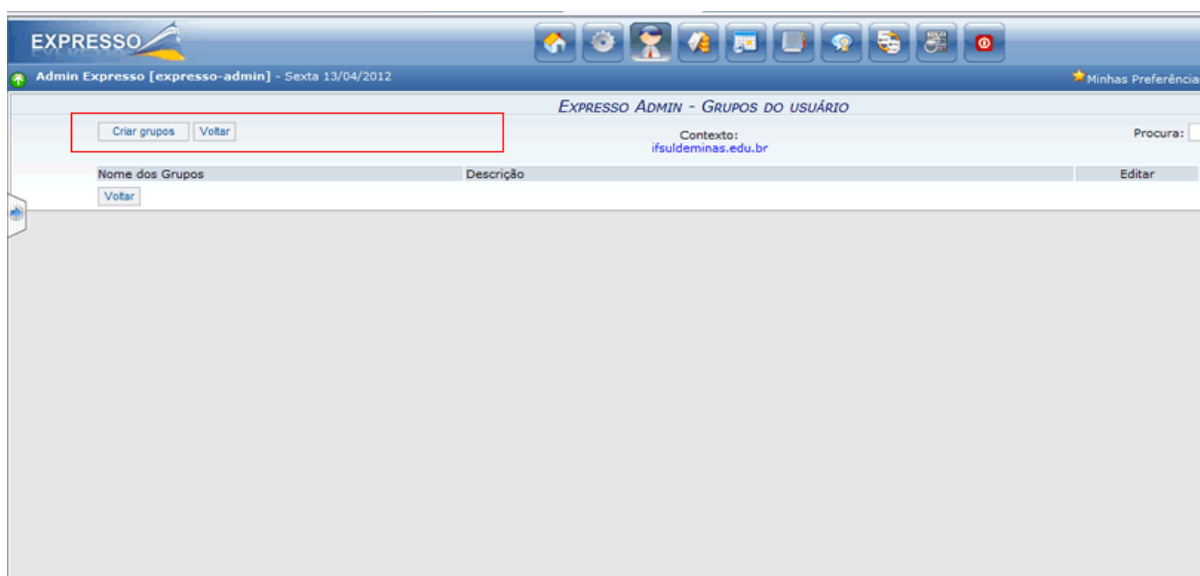 EXPRESSO
Admin Expresso [expresso-admin] - Sexta 13/04/2012
Minhas Preferência
EXPRESSO ADMIN - GRUPOS DO USUÁRIO
Criar grupos Voltar
Contexto:
ifsuldeminas.edu.br
Procura:
Nome dos Grupos Descrição Editar
Voltar